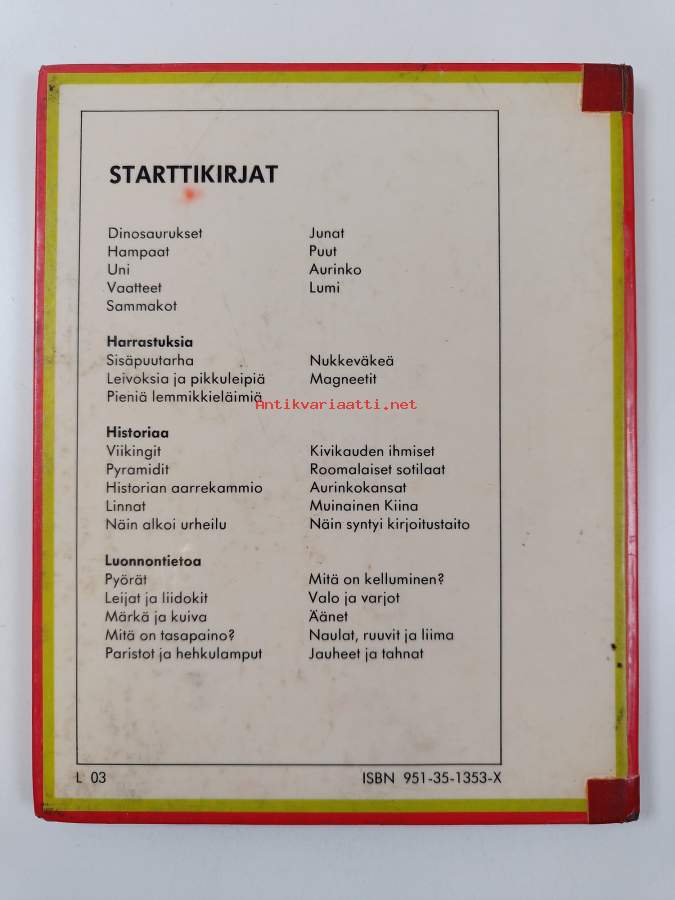 STARTTIKIRJAT
Dinosaurukset Junat
Hampaat Puut
Uni Aurinko
Vaatteet Lumi
Sammakot
Harrastuksia
Sisäpuutarha Nukkeväkeä
Leivoksia ja pikkuleipiä Magneetit
Pieniä lemmikkieläimiä
Antikvariaatti.net
Historiaa
Viikingit Kivikauden ihmiset
Pyramidit Roomalaiset sotilaat
Historian aarrekammio Aurinkokansat
Linnat Muinainen Kiina
Näin alkoi urheilu Näin syntyi kirjoitustaito
Luonnontietoa
Pyörät Mitä on kelluminen?
Leijat ja liidokit Valo ja varjot
Märkä ja kuiva Äänet
Mitä on tasapaino? Naulat, ruuvit ja liima
Paristot ja hehkulamput Jauheet ja tahnat
L 03 ISBN 951-35-1353-X